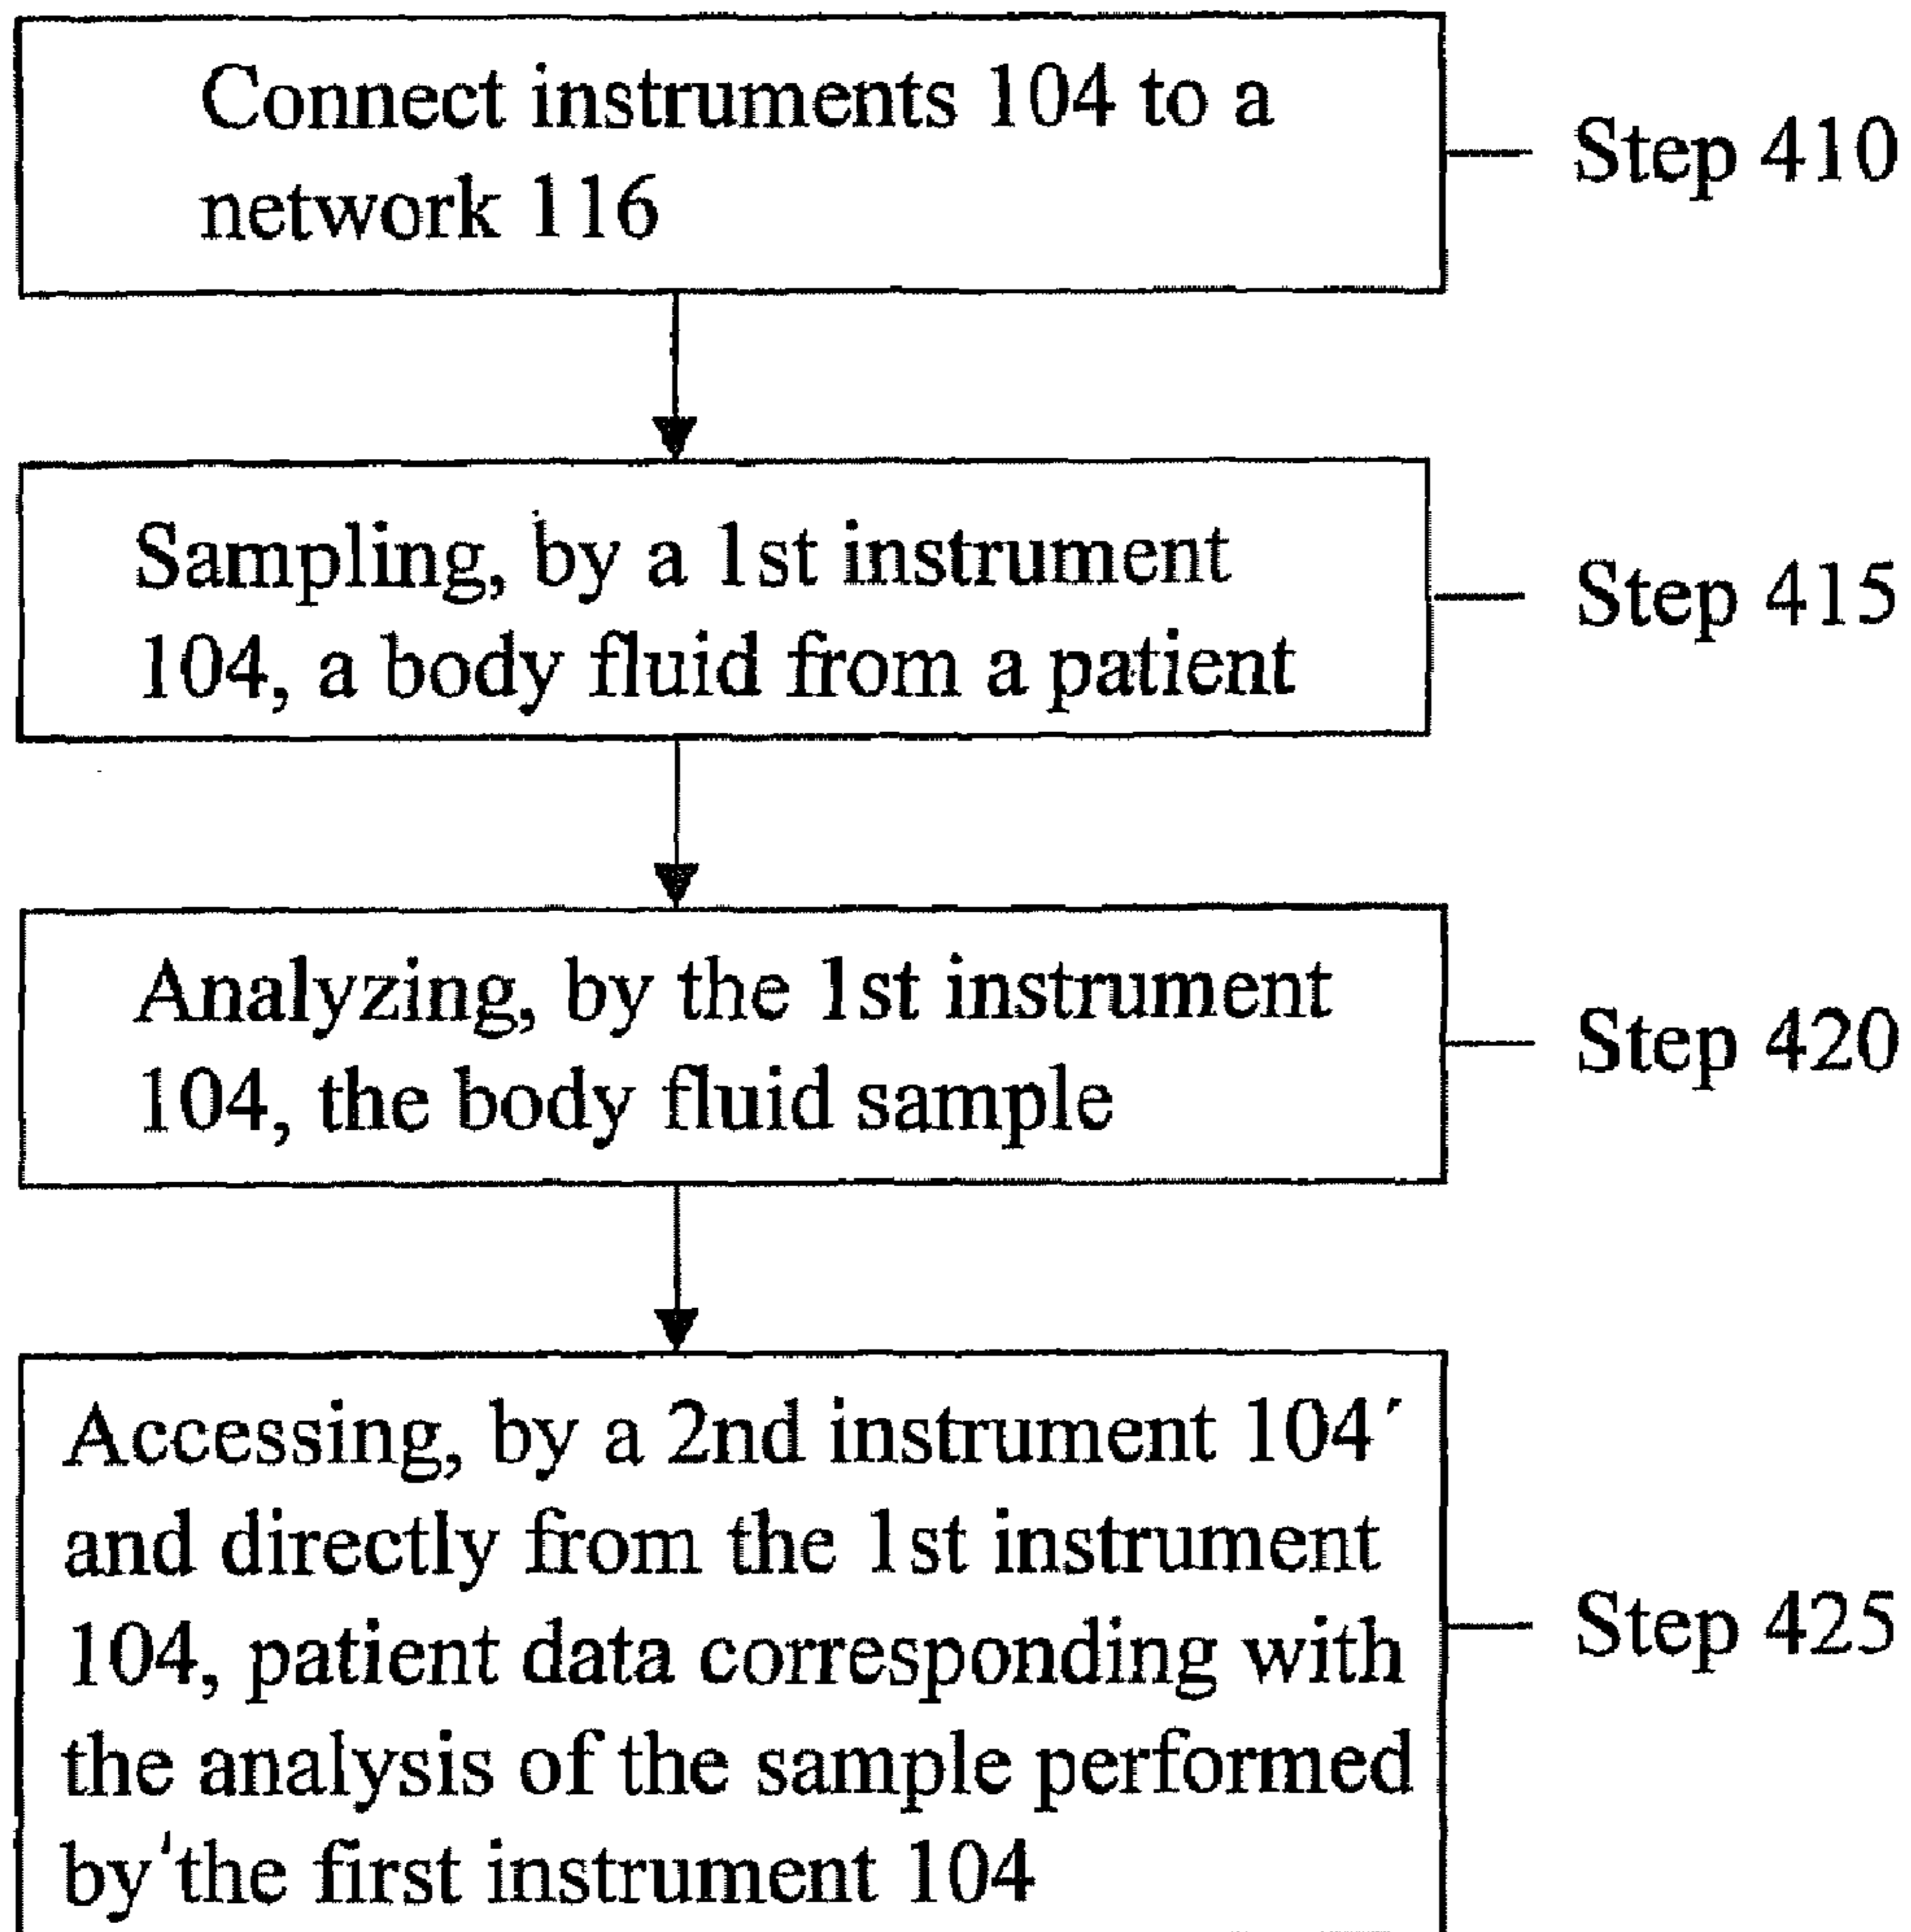 Connect instruments 104 to a
network 116
Step 410
Sampling, by a 1st instrument
104, a body fluid from a patient
Step 415
Analyzing, by the 1st instrument
104, the body fluid sample
Step 420
Accessing, by a 2nd instrument 104′
and directly from the 1st instrument
104, patient data corresponding with
the analysis of the sample performed
by the first instrument 104
Step 425